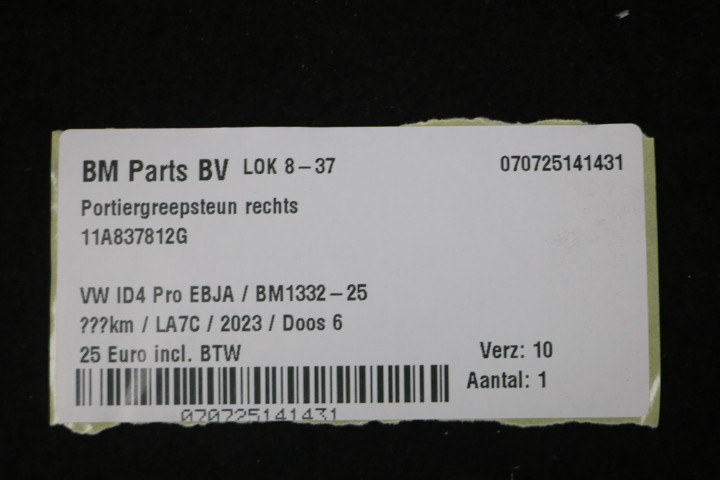 BM Parts BV LOK 8-37 070725141431
Portiergreepsteun rechts
11A837812G
VW ID4 Pro EBJA / BM1332-25
???km / LA7C / 2023 / Doos 6
25 Euro incl. BTW Verz: 10
Aantal: 1
070725141431